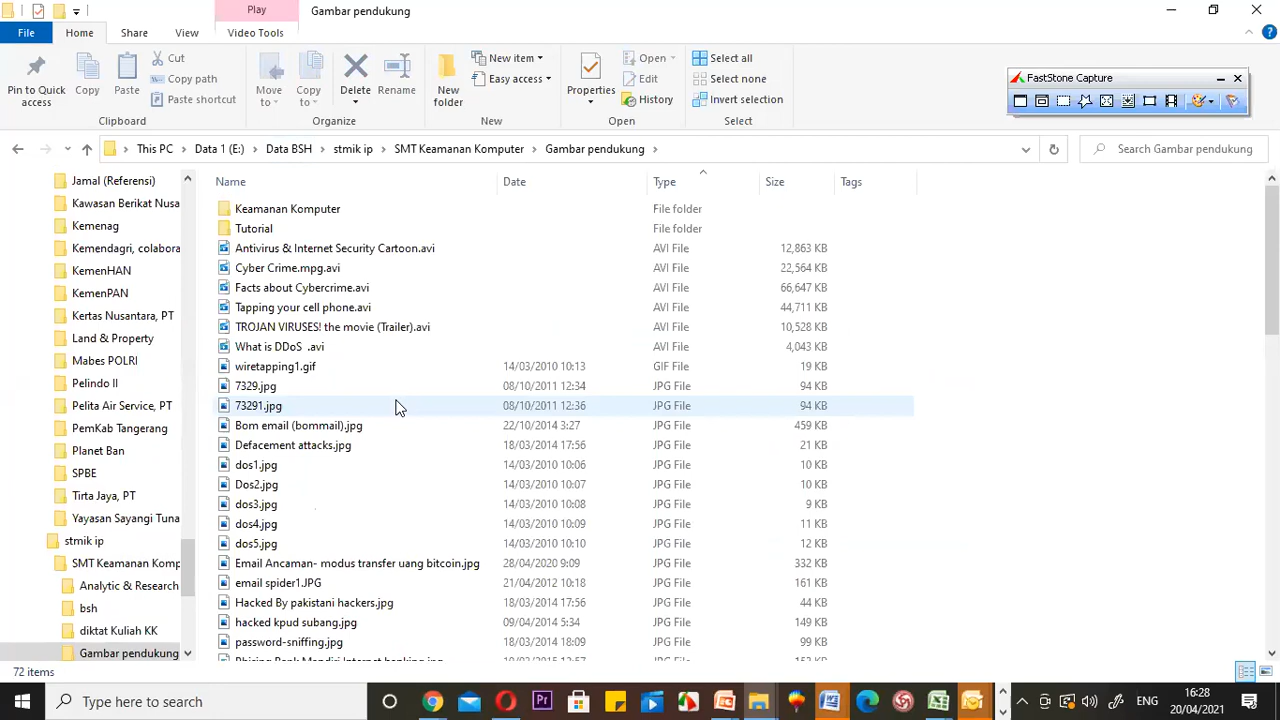 Play
Gambar pendukung
File
Home
Share
View
Video Tools
Pin to Quick access
Copy
Paste
Cut
Copy path
Paste shortcut
Clipboard
Move to
Copy to
Delete
Rename
Organize
New folder
New item
Easy access
New
Properties
Open
Edit
History
Open
Select all
Select none
Invert selection
Select
FastStone Capture
This PC > Data 1 (E:) > Data BSH > stmik ip > SMT Keamanan Komputer > Gambar pendukung >
Search Gambar pendukung
Jamal (Referensi)
Kawasan Berikat Nusa
Kemenag
Kemendagri, colabora
KemenHAN
KemenPAN
Kertas Nusantara, PT
Land & Property
Mabes POLRI
Pelindo II
Pelita Air Service, PT
PemKab Tangerang
Planet Ban
SPBE
Tirta Jaya, PT
Yayasan Sayangi Tuna
stmik ip
SMT Keamanan Komp
Analytic & Research
bsh
diktat Kuliah KK
Gambar pendukung
Name Date Type Size Tags
Keamanan Komputer File folder
Tutorial File folder
Antivirus & Internet Security Cartoon.avi AVI File 12,863 KB
Cyber Crime.mpg.avi AVI File 22,564 KB
Facts about Cybercrime.avi AVI File 66,647 KB
Tapping your cell phone.avi AVI File 44,711 KB
TROJAN VIRUSES! the movie (Trailer).avi AVI File 10,528 KB
What is DDoS .avi AVI File 4,043 KB
wiretapping1.gif 14/03/2010 10:13 GIF File 19 KB
7329.jpg 08/10/2011 12:34 JPG File 94 KB
73291.jpg 08/10/2011 12:36 JPG File 94 KB
Bom email (bommail).jpg 22/10/2014 3:27 JPG File 459 KB
Defacement attacks.jpg 18/03/2014 17:56 JPG File 21 KB
dos1.jpg 14/03/2010 10:06 JPG File 10 KB
Dos2.jpg 14/03/2010 10:07 JPG File 10 KB
dos3.jpg 14/03/2010 10:08 JPG File 9 KB
dos4.jpg 14/03/2010 10:09 JPG File 11 KB
dos5.jpg 14/03/2010 10:10 JPG File 12 KB
Email Ancaman- modus transfer uang bitcoin.jpg 28/04/2020 9:09 JPG File 332 KB
email spider1.JPG 21/04/2012 10:18 JPG File 161 KB
Hacked By pakistani hackers.jpg 18/03/2014 17:56 JPG File 44 KB
hacked kpud subang.jpg 09/04/2014 5:34 JPG File 149 KB
password-sniffing.jpg 18/03/2014 18:09 JPG File 99 KB
72 items
Type here to search
ENG
16:28
20/04/2021